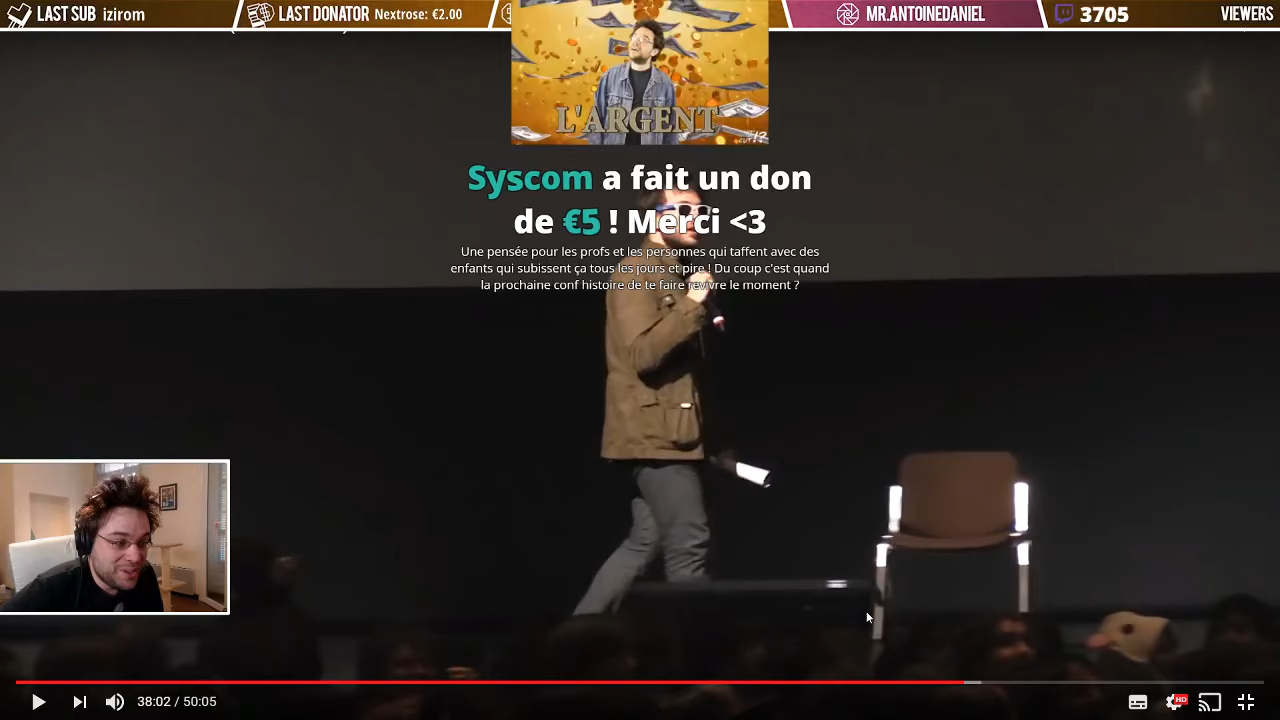 LAST SUB izirom
LAST DONATOR Nextrose: €2.00
MR.ANTOINEDANIEL
3705 VIEWERS
L'ARGENT
Syscom a fait un don
de €5 ! Merci <3
Une pensée pour les profs et les personnes qui taffent avec des
enfants qui subissent ça tous les jours et pire ! Du coup c'est quand
la prochaine conf histoire de te faire revivre le moment ?
38:02 / 50:05
HD